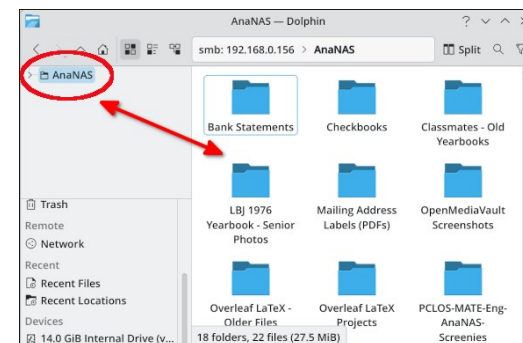 AnaNAS — Dolphin
smb: 192.168.0.156 > AnaNAS
Split
AnaNAS
Bank Statements
Checkbooks
Classmates - Old
Yearbooks
LBJ 1976
Yearbook - Senior
Photos
Mailing Address
Labels (PDFs)
OpenMediaVault
Screenshots
Overleaf LaTeX -
Older Files
Overleaf LaTeX
Projects
PCLOS-MATE-Eng-
AnaNAS-
Screenies
Trash
Remote
Network
Recent
Recent Files
Recent Locations
Devices
14.0 GiB Internal Drive (v...
18 folders, 22 files (27.5 MiB)